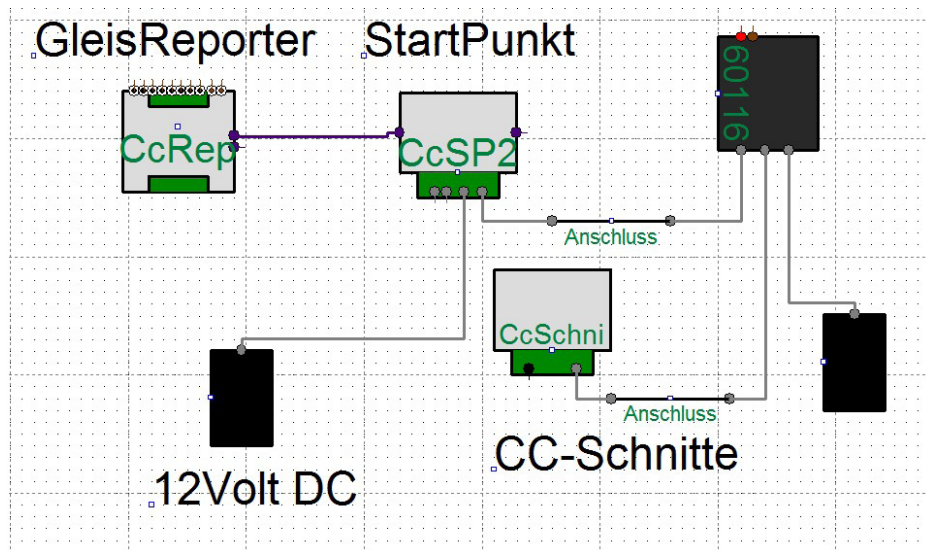 GleisReporter
StartPunkt
60116
CcRep
CcSP2
Anschluss
CcSchni
Anschluss
CC-Schnitte
12Volt DC